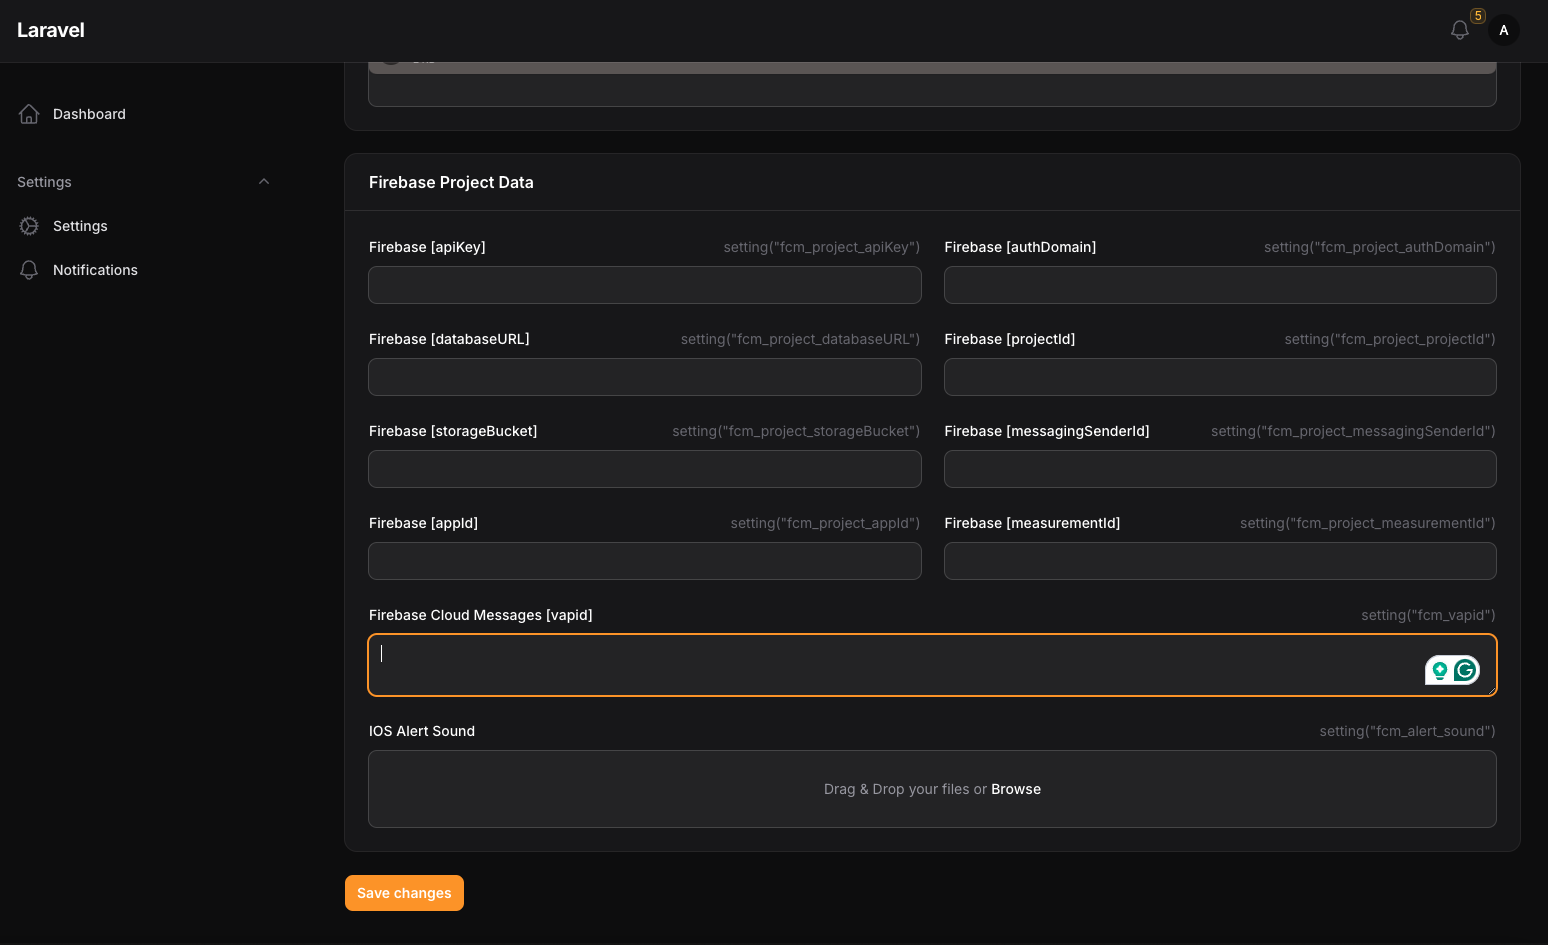 Laravel
5
A
Dashboard
Settings
Settings
Notifications
Firebase Project Data
Firebase [apiKey] setting("fcm_project_apiKey")
Firebase [authDomain] setting("fcm_project_authDomain")
Firebase [databaseURL] setting("fcm_project_databaseURL")
Firebase [projectId] setting("fcm_project_projectId")
Firebase [storageBucket] setting("fcm_project_storageBucket")
Firebase [messagingSenderId] setting("fcm_project_messagingSenderId")
Firebase [appId] setting("fcm_project_appId")
Firebase [measurementId] setting("fcm_project_measurementId")
Firebase Cloud Messages [vapid] setting("fcm_vapid")
IOS Alert Sound setting("fcm_alert_sound")
Drag & Drop your files or Browse
Save changes